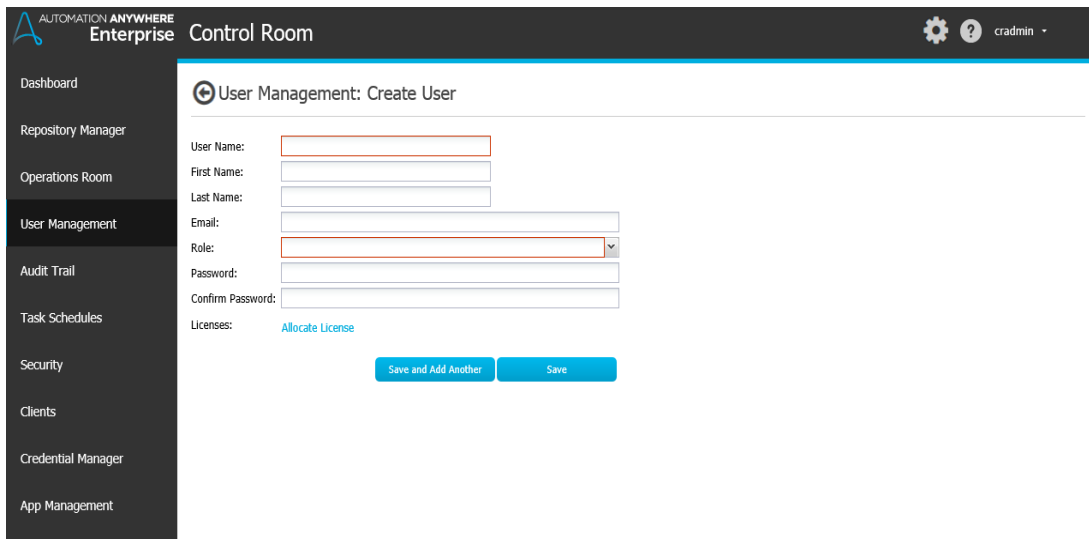 AUTOMATION ANYWHERE
Enterprise Control Room
cradmin
Dashboard
Repository Manager
Operations Room
User Management
Audit Trail
Task Schedules
Security
Clients
Credential Manager
App Management
User Management: Create User
User Name:
First Name:
Last Name:
Email:
Role:
Password:
Confirm Password:
Licenses: Allocate License
Save and Add Another Save